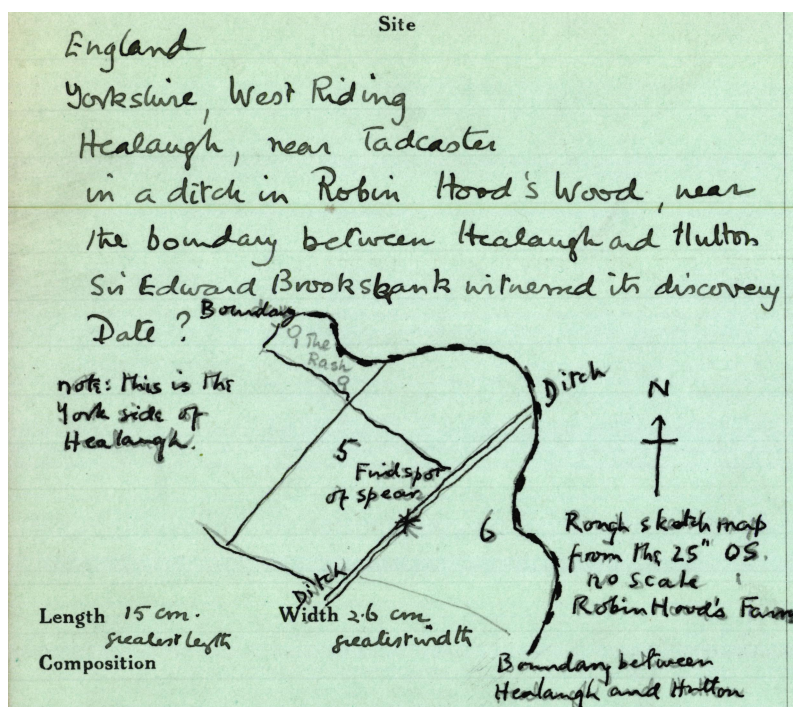 Site
England
Yorkshire, West Riding
Healaugh, near Tadcaster
in a ditch in Robin Hood's Wood, near
the boundary between Healaugh and Hutton
Sir Edward Brooksbank witnessed its discovery
Date ?
Boundary
The
Rash
note: this is the
York side of
Healaugh.
Ditch
N
5
Findspot
of spear
6
Rough sketch map
from the 25" OS.
no scale
Robin Hood's Farm
Ditch
Length 15 cm.
greatest length
Width 2.6 cm
greatest width
Composition
Boundary between
Healaugh and Hutton